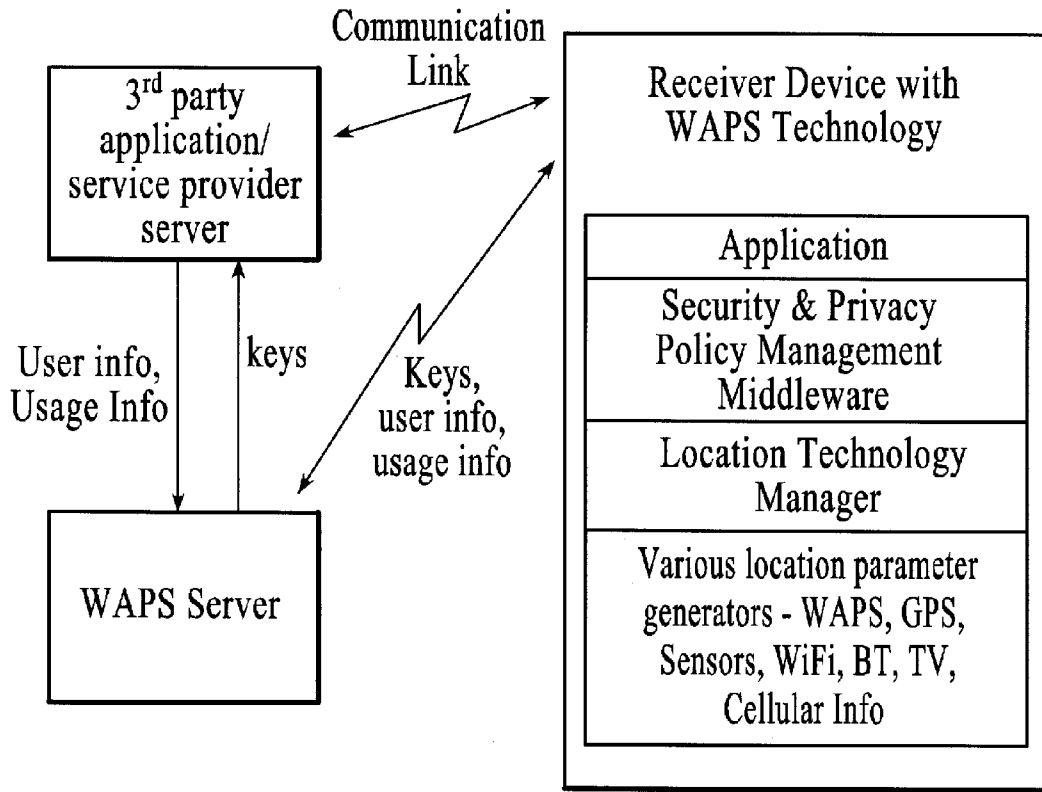 Communication
Link
3rd party
application/
service provider
server
User info,
Usage Info
keys
Keys,
user info,
usage info
WAPS Server
Receiver Device with
WAPS Technology
Application
Security & Privacy
Policy Management
Middleware
Location Technology
Manager
Various location parameter
generators - WAPS, GPS,
Sensors, WiFi, BT, TV,
Cellular Info